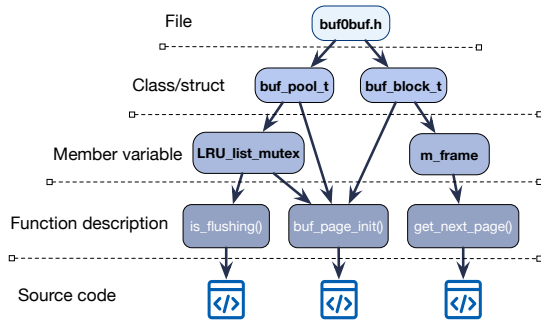 File
buf0buf.h
Class/struct
buf_pool_t
buf_block_t
Member variable
LRU_list_mutex
m_frame
Function description
is_flushing()
buf_page_init()
get_next_page()
Source code